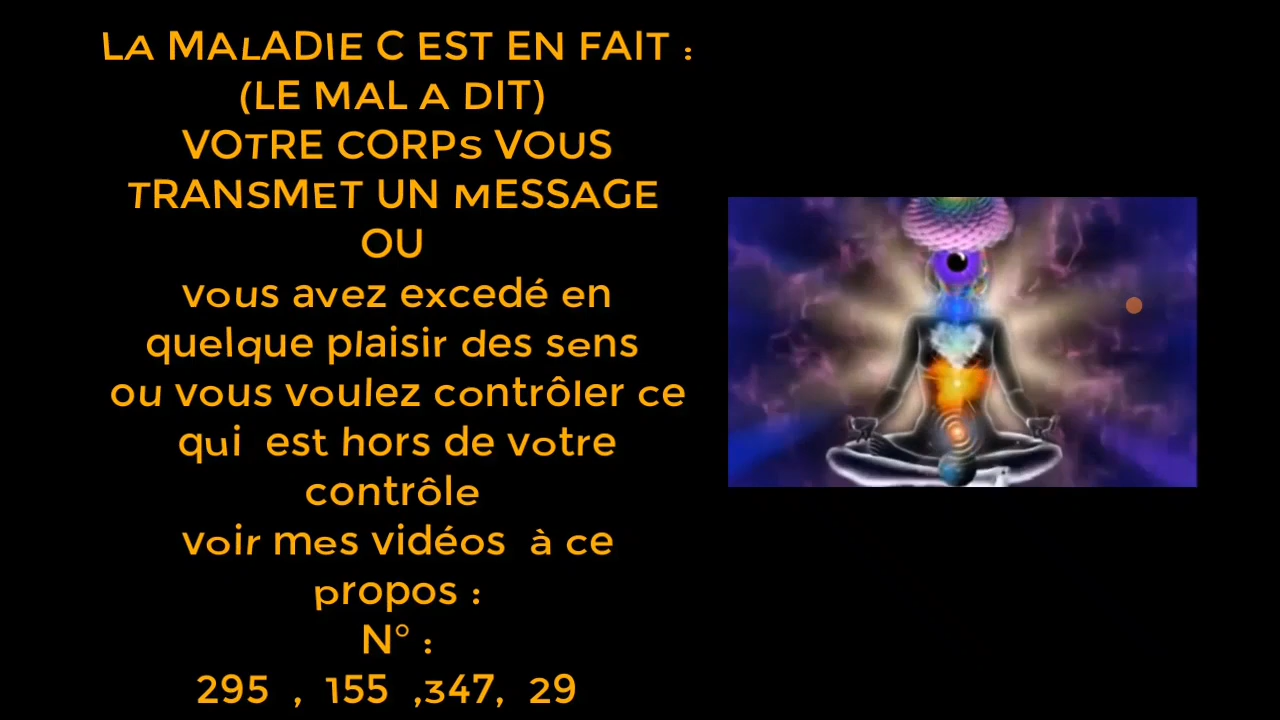 LA MALADIE C EST EN FAIT :
(LE MAL A DIT)
VOTRE CORPS VOUS
TRANSMET UN MESSAGE
OU
vous avez excedé en
quelque plaisir des sens
ou vous voulez contrôler ce
qui est hors de votre
contrôle
voir mes vidéos à ce
propos :
N° :
295 , 155 ,347, 29